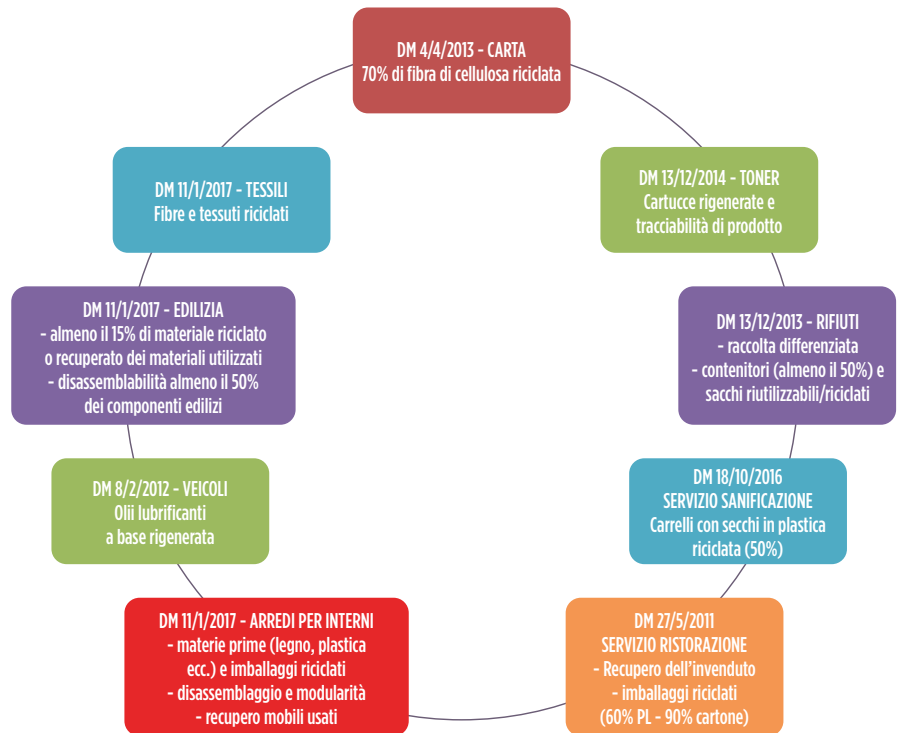 DM 4/4/2013 - CARTA
70% di fibra di cellulosa riciclata
DM 13/12/2014 - TONER
Cartucce rigenerate e
tracciabilità di prodotto
DM 13/12/2013 - RIFIUTI
- raccolta differenziata
- contenitori (almeno il 50%) e
sacchi riutilizzabili/riciclati
DM 18/10/2016
SERVIZIO SANIFICAZIONE
Carrelli con secchi in plastica
riciclata (50%)
DM 27/5/2011
SERVIZIO RISTORAZIONE
- Recupero dell'invenduto
- imballaggi riciclati
(60% PL - 90% cartone)
DM 11/1/2017 - ARREDI PER INTERNI
- materie prime (legno, plastica
ecc.) e imballaggi riciclati
- disassemblaggio e modularità
- recupero mobili usati
DM 8/2/2012 - VEICOLI
Olii lubrificanti
a base rigenerata
DM 11/1/2017 - EDILIZIA
- almeno il 15% di materiale riciclato
o recuperato dei materiali utilizzati
- disassemblabilità almeno il 50%
dei componenti edilizi
DM 11/1/2017 - TESSILI
Fibre e tessuti riciclati